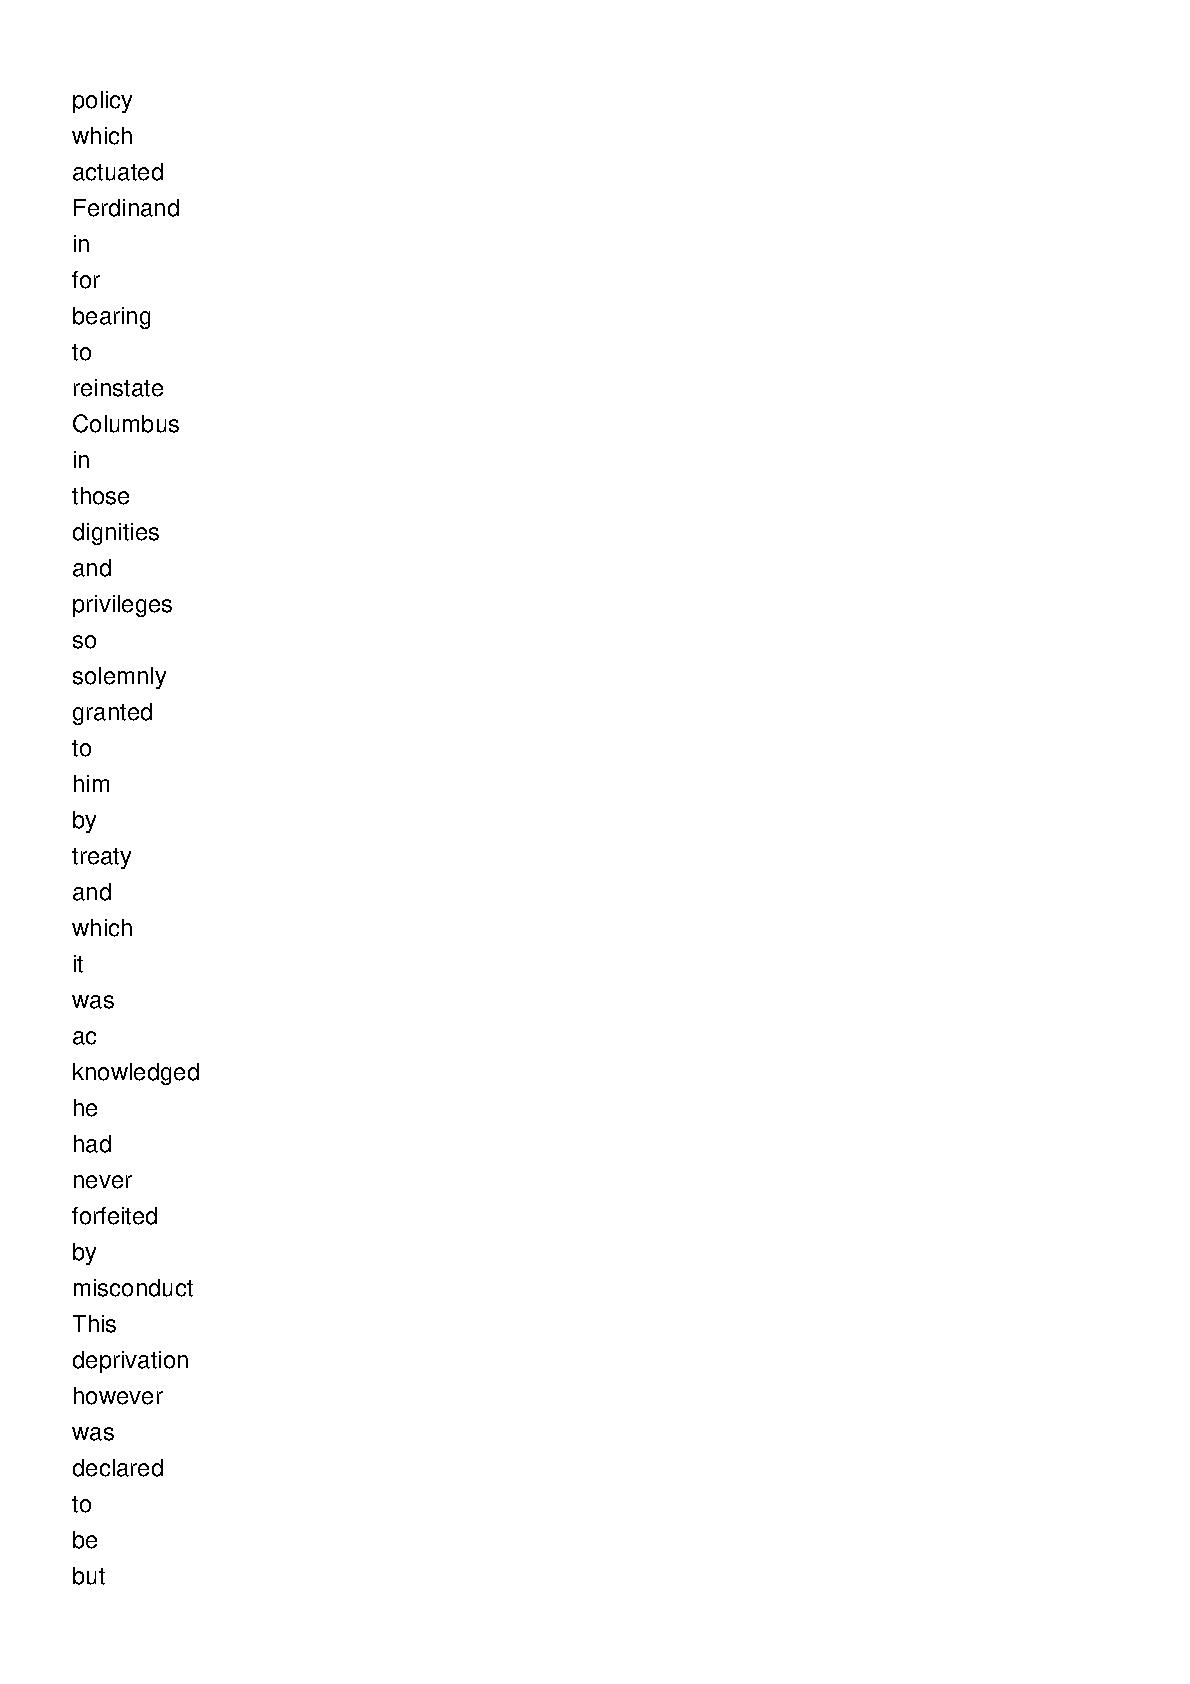 policy
which
actuated
Ferdinand
in
for
bearing
to
reinstate
Columbus
in
those
dignities
and
privileges
so
solemnly
granted
to
him
by
treaty
and
which
it
was
ac
knowledged
he
had
never
forfeited
by
misconduct
This
deprivation
however
was
declared
to
be
but